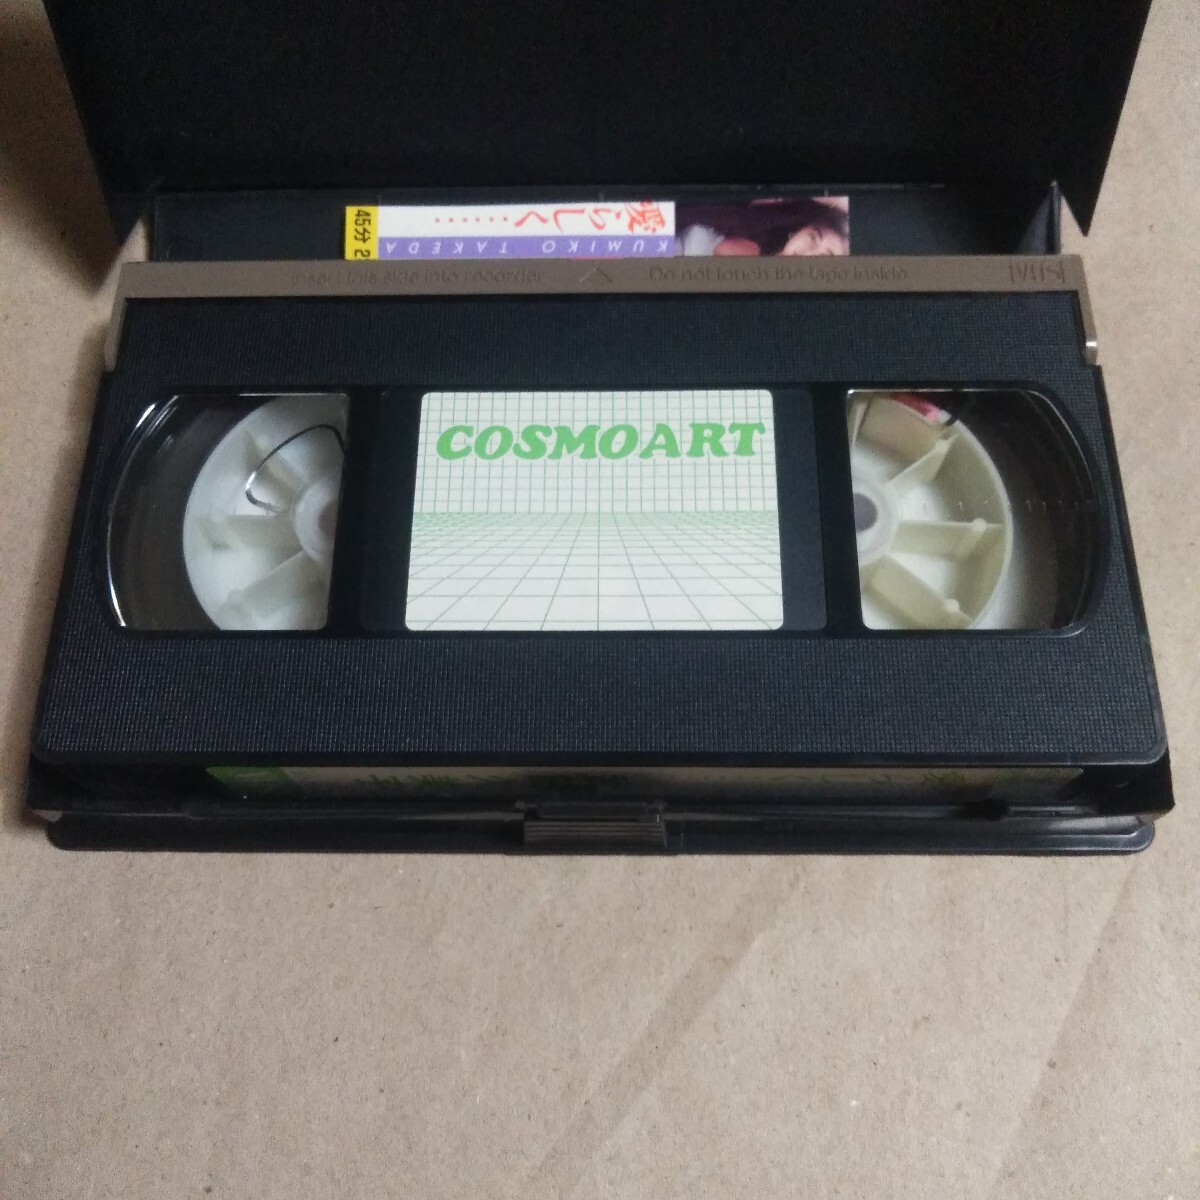 45分 2
愛らしく……
KUMIKO TAKEDA
Insert this side into recorder
Do not touch the tape inside
VHS
COSMOART